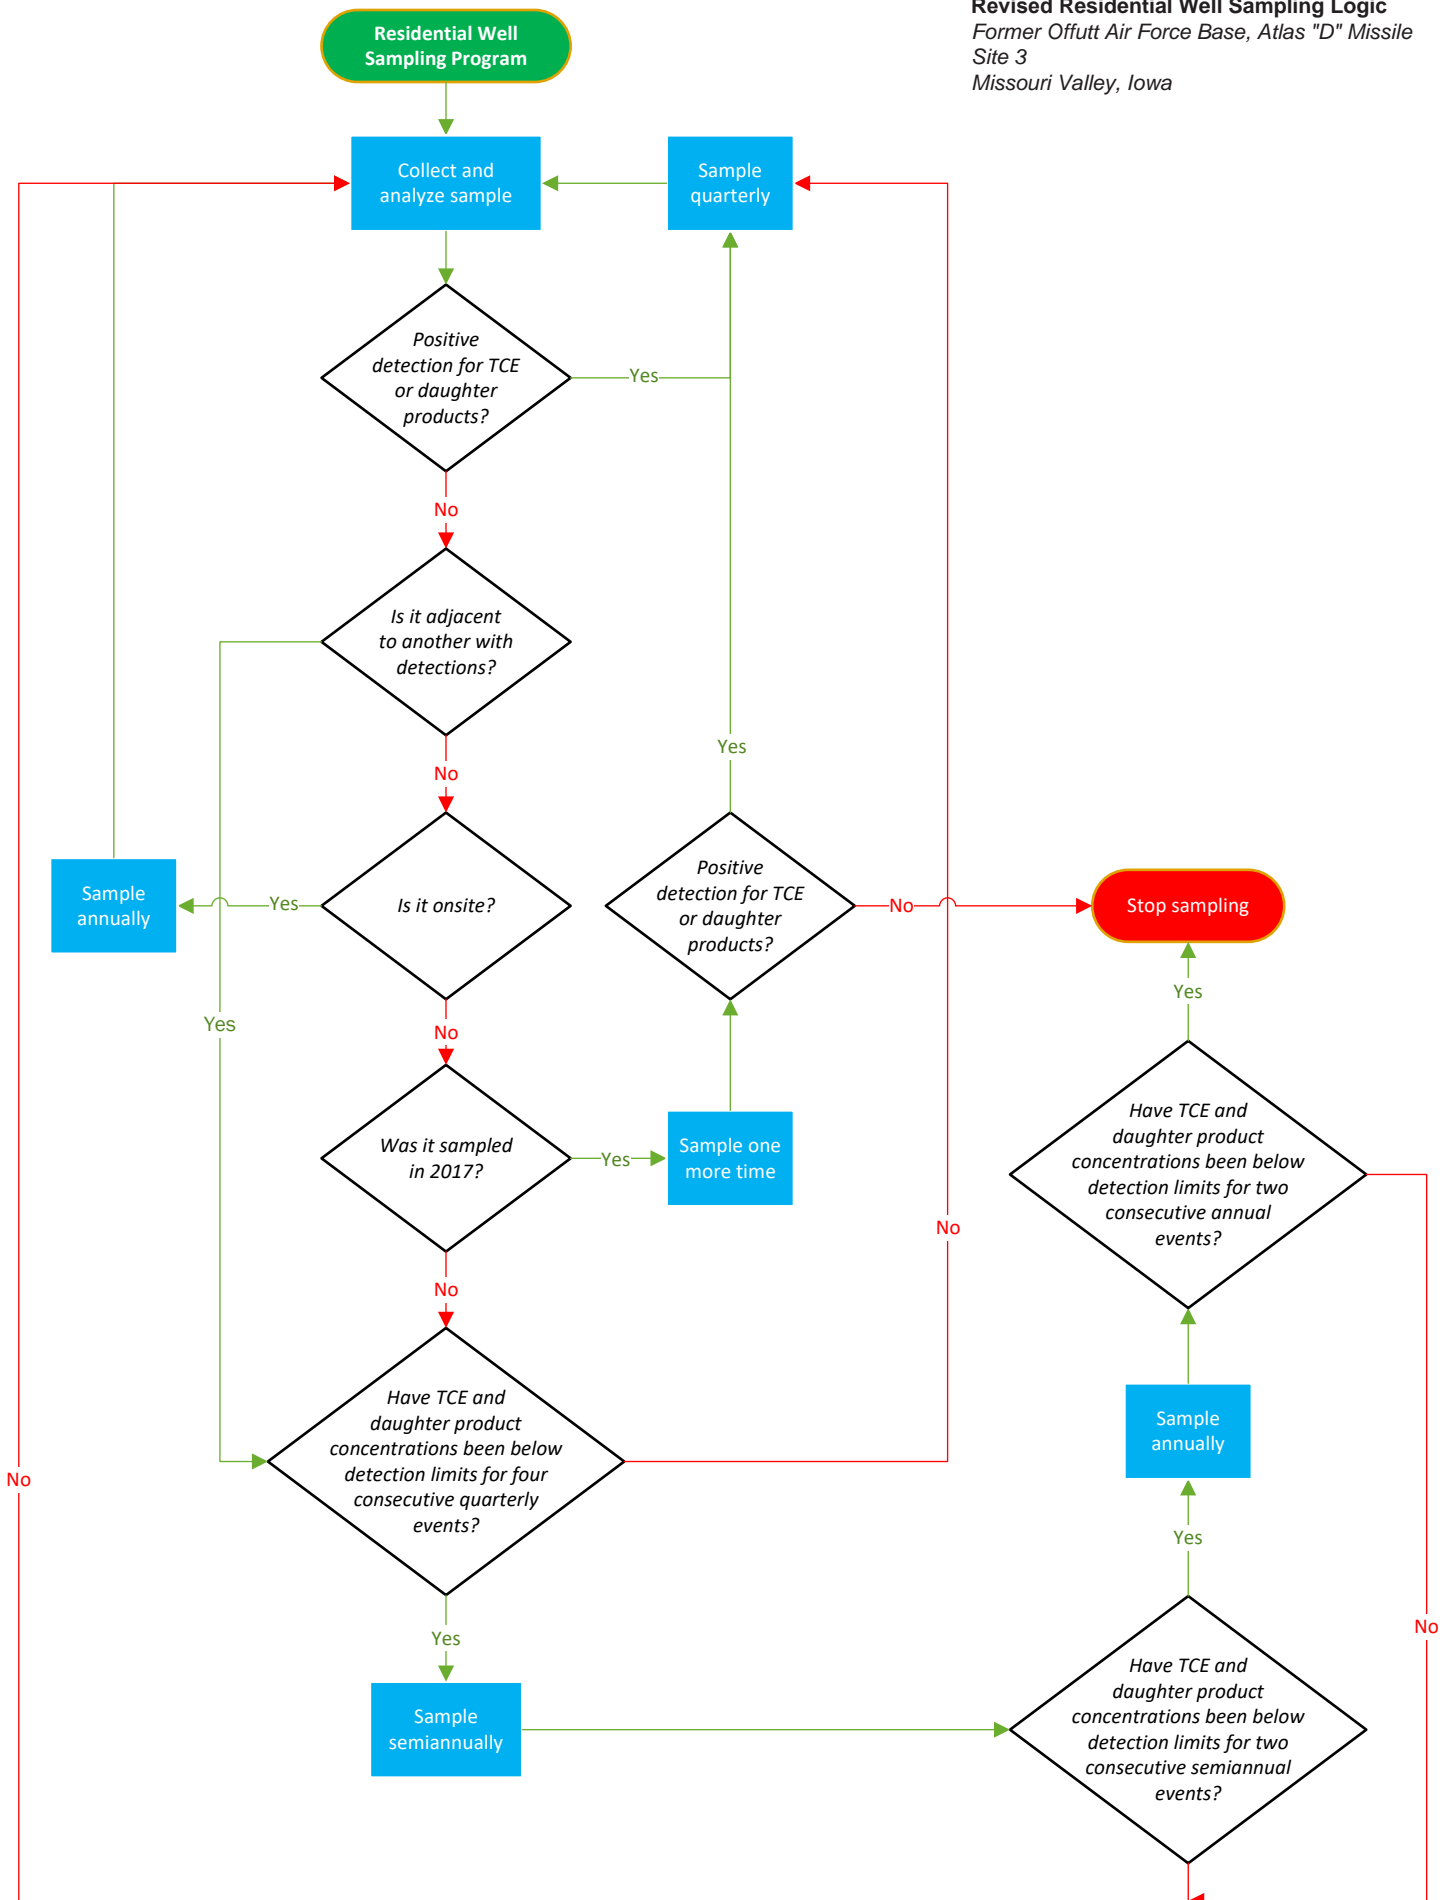 Revised Residential Well Sampling Logic
Former Offutt Air Force Base, Atlas "D" Missile
Site 3
Missouri Valley, Iowa
Residential Well
Sampling Program
Collect and
analyze sample
Sample
quarterly
Positive
detection for TCE
or daughter
products?
Yes
No
Is it adjacent
to another with
detections?
Yes
No
Is it onsite?
Yes
Sample
annually
No
Was it sampled
in 2017?
Yes
Sample one
more time
Positive
detection for TCE
or daughter
products?
Yes
No
Stop sampling
No
Have TCE and
daughter product
concentrations been below
detection limits for four
consecutive quarterly
events?
No
Yes
Sample
semiannually
Have TCE and
daughter product
concentrations been below
detection limits for two
consecutive semiannual
events?
Yes
Sample
annually
Have TCE and
daughter product
concentrations been below
detection limits for two
consecutive annual
events?
Yes
No
No